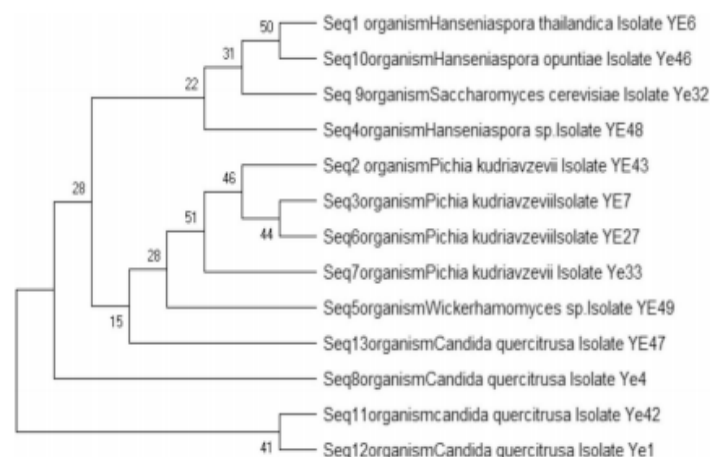 50 Seq1 organismHanseniaspora thailandica Isolate YE6
31 Seq10organismHanseniaspora opuntiae Isolate Ye46
22 Seq 9organismSaccharomyces cerevisiae Isolate Ye32
Seq4organismHanseniaspora sp.Isolate YE48
28 46 Seq2 organismPichia kudriavzevii Isolate YE43
51 Seq3organismPichia kudriavzeviiIsolate YE7
44 Seq6organismPichia kudriavzeviiIsolate YE27
28 Seq7organismPichia kudriavzevii Isolate Ye33
15 Seq5organismWickerhamomyces sp.Isolate YE49
Seq13organismCandida quercitrusa Isolate YE47
Seq8organismCandida quercitrusa Isolate Ye4
Seq11organismcandida quercitrusa Isolate Ye42
41 Seq12organismCandida quercitrusa Isolate Ye1